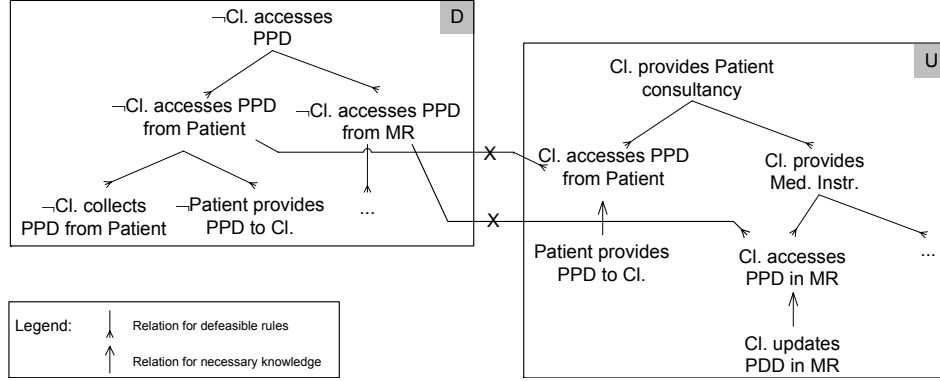 ¬Cl. accesses
PPD
D
¬Cl. accesses PPD
from Patient
¬Cl. accesses PPD
from MR
¬Cl. collects
PPD from Patient
¬Patient provides
PPD to Cl.
...
X
X
U
Cl. provides Patient
consultancy
Cl. accesses PPD
from Patient
Cl. provides
Med. Instr.
Patient provides
PPD to Cl.
Cl. accesses
PPD in MR
...
Cl. updates
PDD in MR
Legend:
Relation for defeasible rules
Relation for necessary knowledge